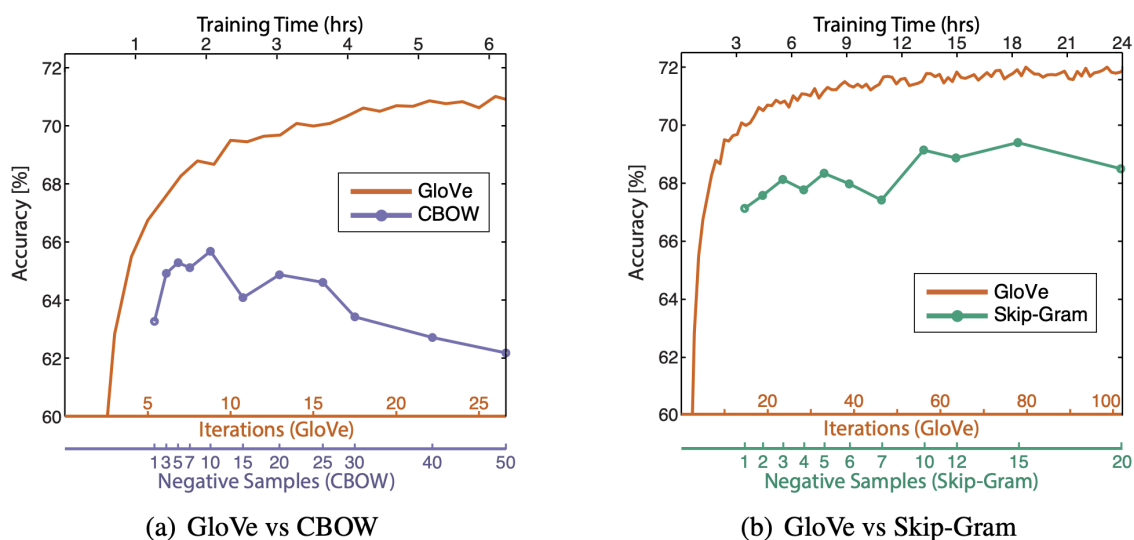 Training Time (hrs)
1 2 3 4 5 6
72
70
68
66
64
62
60
Accuracy [%]
GloVe
CBOW
5 10 15 20 25
Iterations (GloVe)
1 3 5 7 10 15 20 25 30 40 50
Negative Samples (CBOW)
(a) GloVe vs CBOW
Training Time (hrs)
3 6 9 12 15 18 21 24
72
70
68
66
64
62
60
Accuracy [%]
GloVe
Skip-Gram
20 40 60 80 100
Iterations (GloVe)
1 2 3 4 5 6 7 10 12 15 20
Negative Samples (Skip-Gram)
(b) GloVe vs Skip-Gram